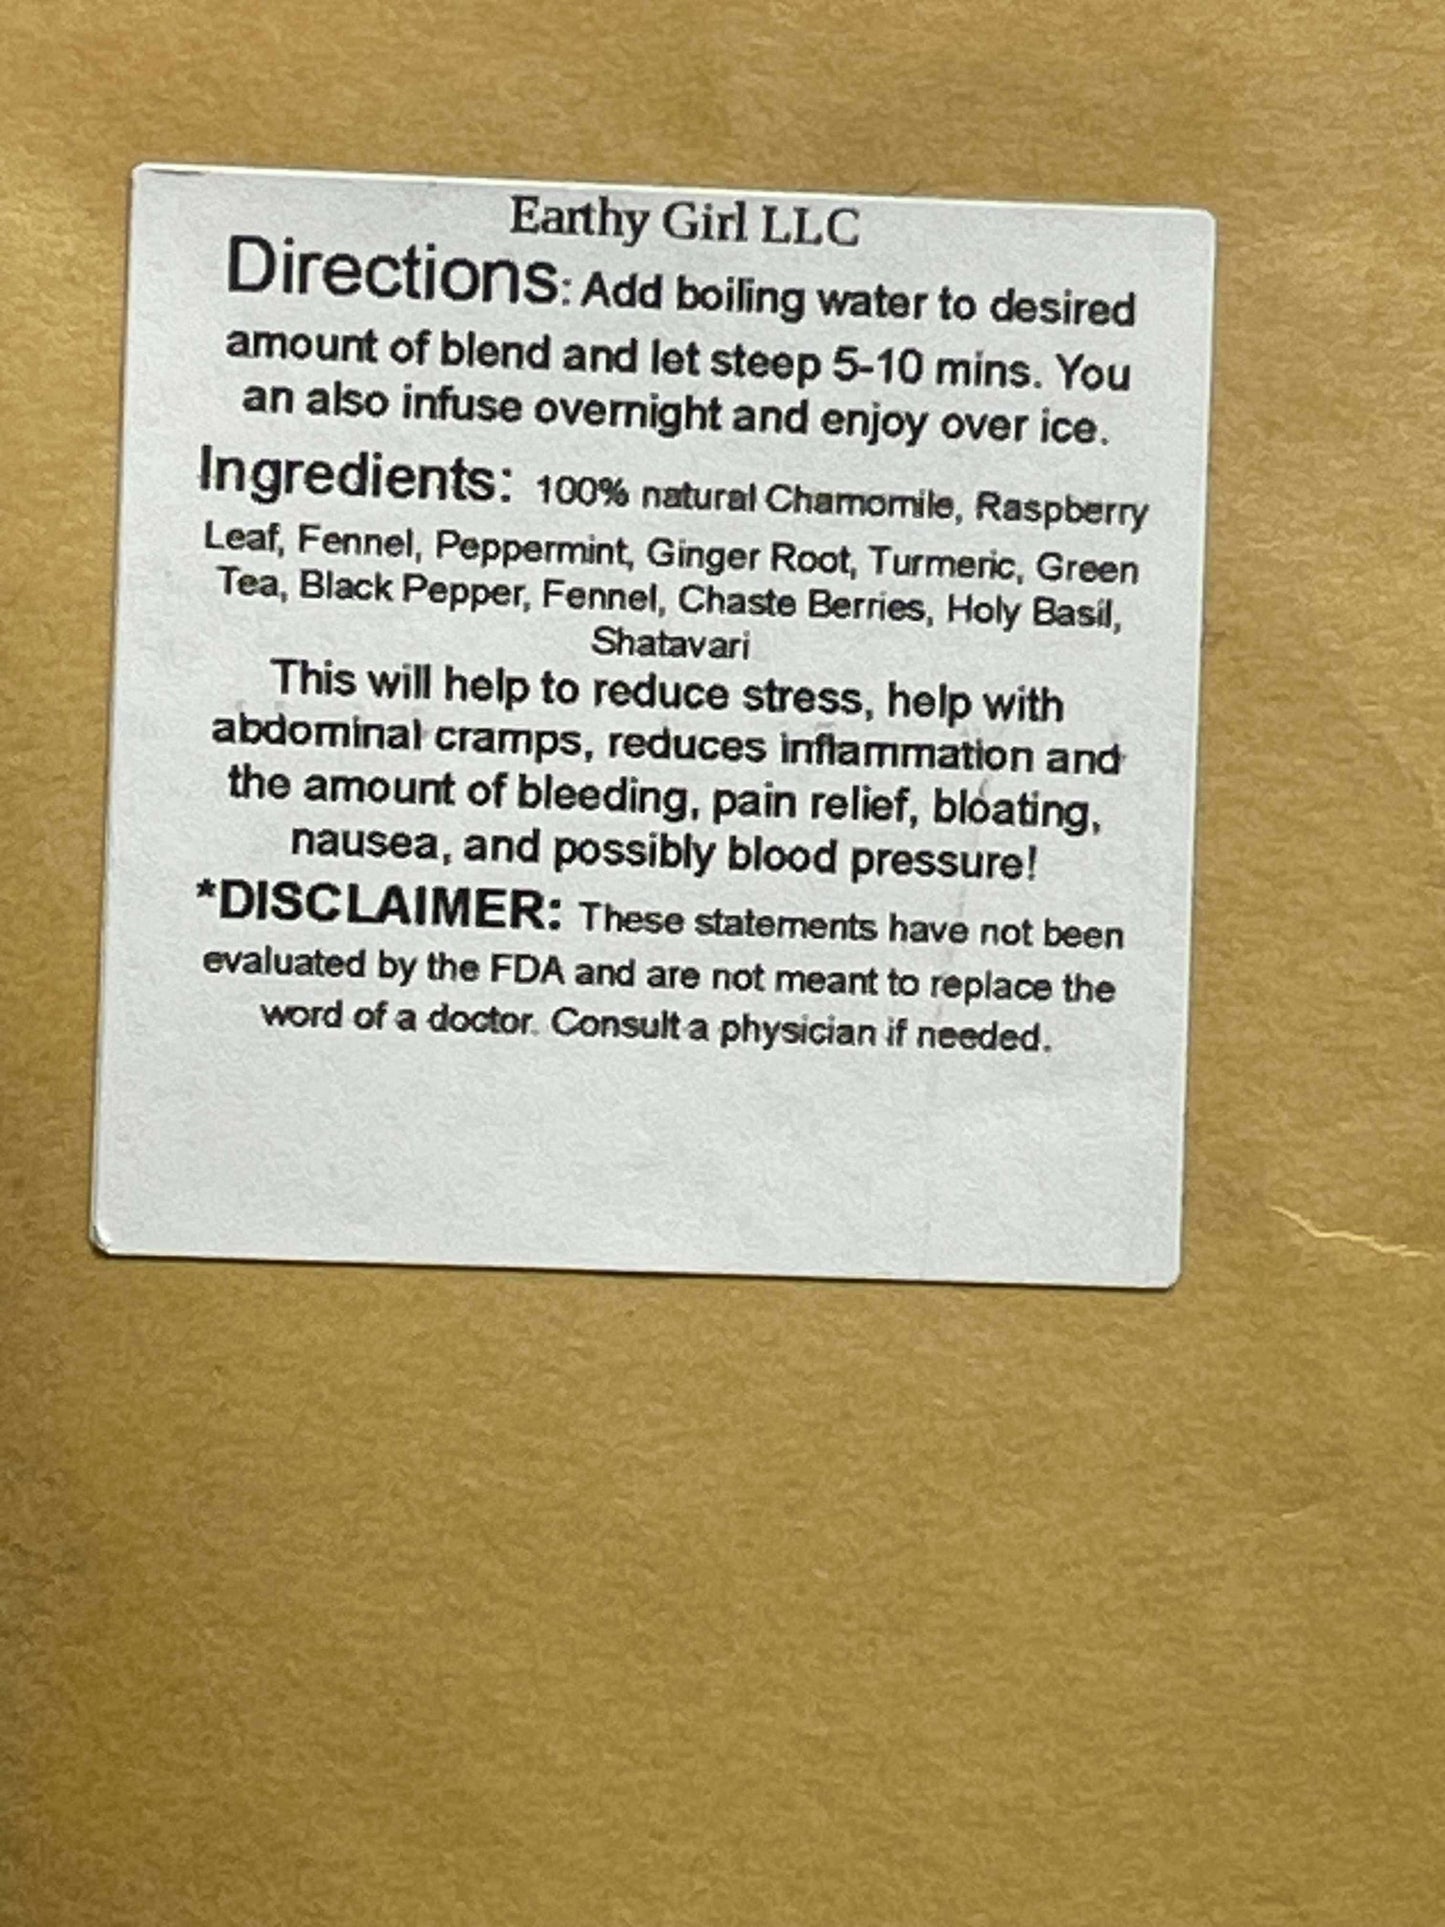 Earthy Girl LLC
Directions: Add boiling water to desired
amount of blend and let steep 5-10 mins. You
an also infuse overnight and enjoy over ice.
Ingredients: 100% natural Chamomile, Raspberry
Leaf, Fennel, Peppermint, Ginger Root, Turmeric, Green
Tea, Black Pepper, Fennel, Chaste Berries, Holy Basil,
Shatavari
This will help to reduce stress, help with
abdominal cramps, reduces inflammation and
the amount of bleeding, pain relief, bloating,
nausea, and possibly blood pressure!
*DISCLAIMER: These statements have not been
evaluated by the FDA and are not meant to replace the
word of a doctor. Consult a physician if needed.